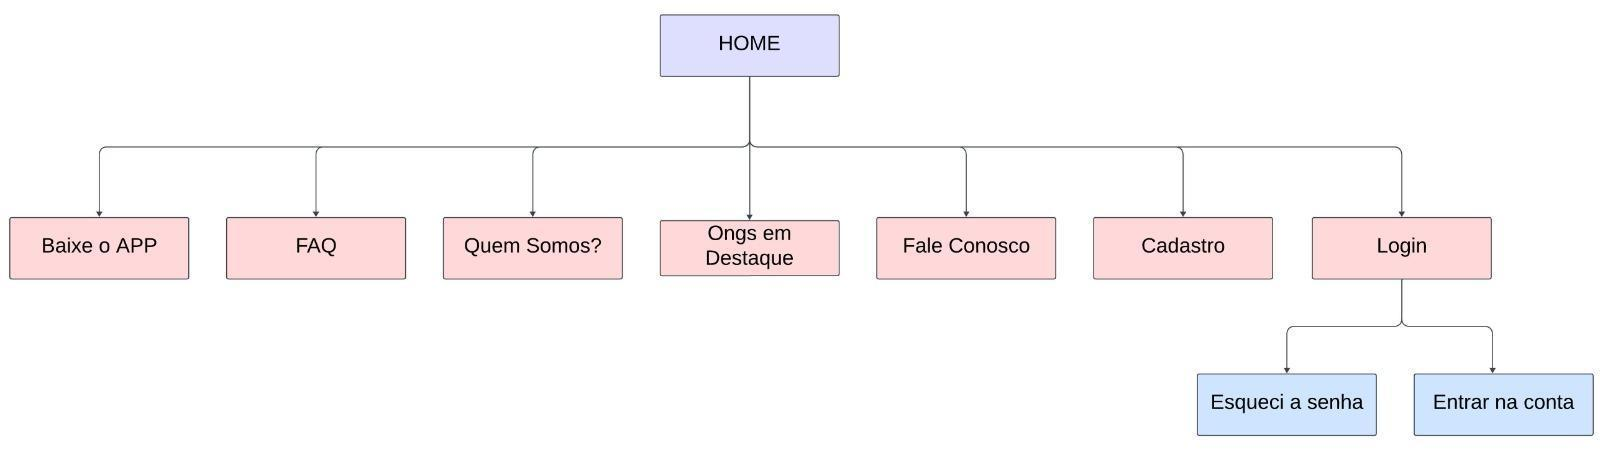 HOME
Baixe o APP
FAQ
Quem Somos?
Ongs em
Destaque
Fale Conosco
Cadastro
Login
Esqueci a senha
Entrar na conta